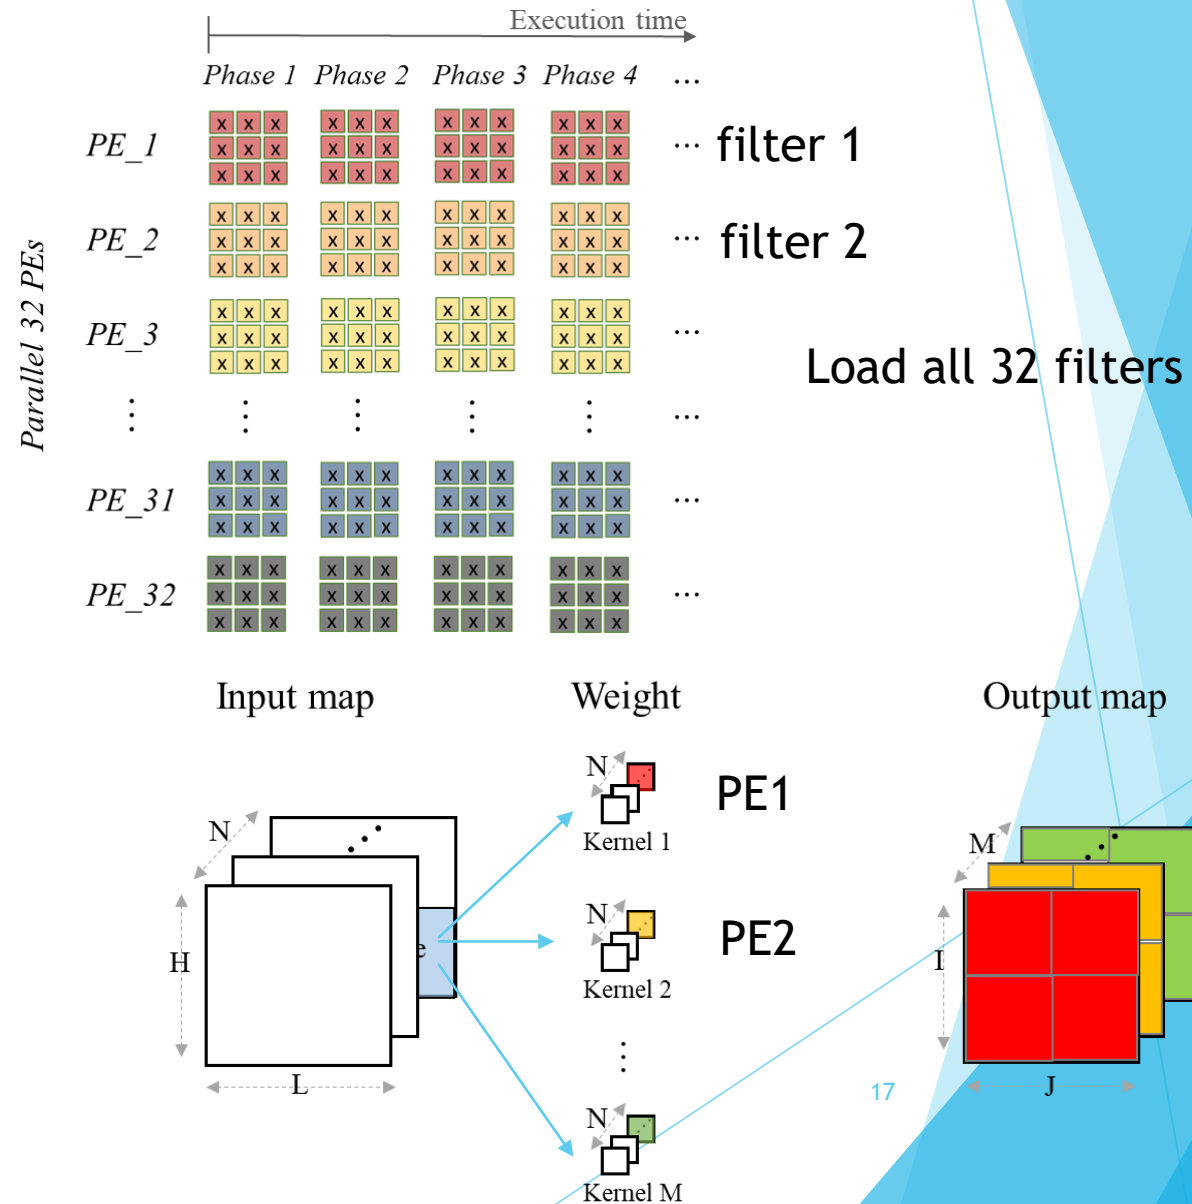 Execution time
Phase 1 Phase 2 Phase 3 Phase 4 ...
Parallel 32 PEs
PE_1
x x x x x x x x x x x x
x x x x x x x x x x x x
x x x x x x x x x x x x
... filter 1
PE_2
x x x x x x x x x x x x
x x x x x x x x x x x x
x x x x x x x x x x x x
... filter 2
PE_3
x x x x x x x x x x x x
x x x x x x x x x x x x
x x x x x x x x x x x x
...
Load all 32 filters
⋮ ⋮ ⋮ ⋮ ⋮ ...
PE_31
x x x x x x x x x x x x
x x x x x x x x x x x x
x x x x x x x x x x x x
...
PE_32
x x x x x x x x x x x x
x x x x x x x x x x x x
x x x x x x x x x x x x
...
Input map Weight Output map
N
H
L
e
N
Kernel 1
PE1
N
Kernel 2
PE2
⋮
N
Kernel M
M
I
J
17